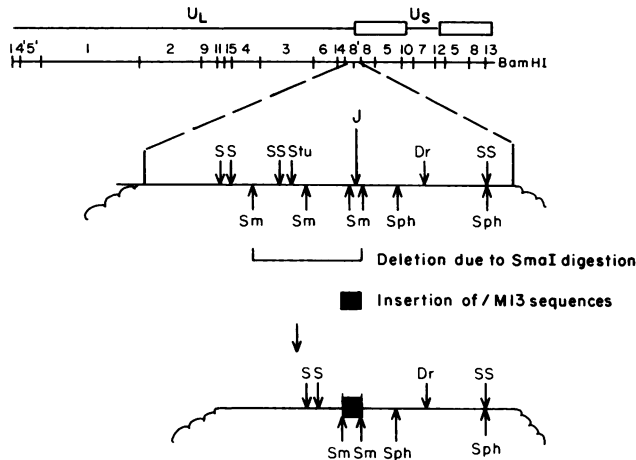 UL US
14' 5' 1 2 9 11 15 4 3 6 14 8' 8 5 10 7 12 5 8 13
BamHI
J
SS SS Stu Dr SS
Sm Sm Sm Sph Sph
Deletion due to SmaI digestion
Insertion of / M13 sequences
SS Dr SS
Sm Sm Sph Sph